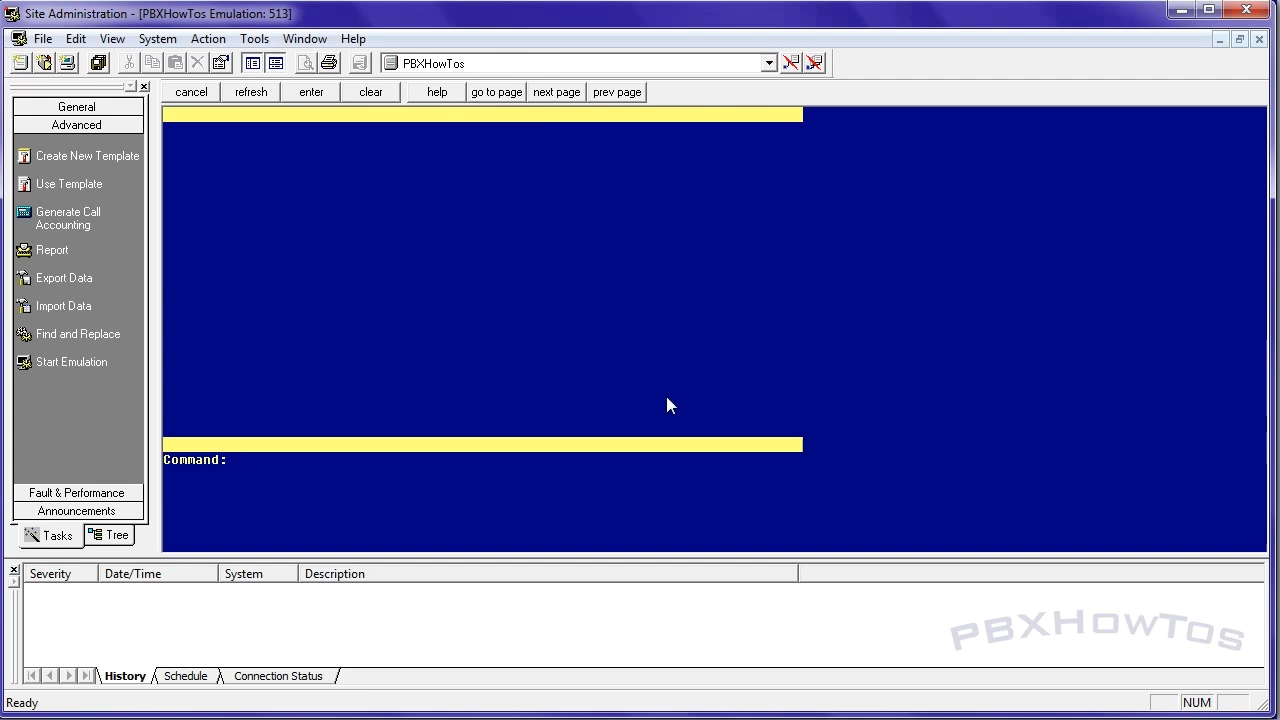 Site Administration - [PBXHowTos Emulation: 513]
File Edit View System Action Tools Window Help
PBXHowTos
cancel refresh enter clear help go to page next page prev page
General
Advanced
Create New Template
Use Template
Generate Call
Accounting
Report
Export Data
Import Data
Find and Replace
Start Emulation
Fault & Performance
Announcements
Tasks Tree
Command:
Severity Date/Time System Description
PBXHowTos
History Schedule Connection Status
Ready NUM